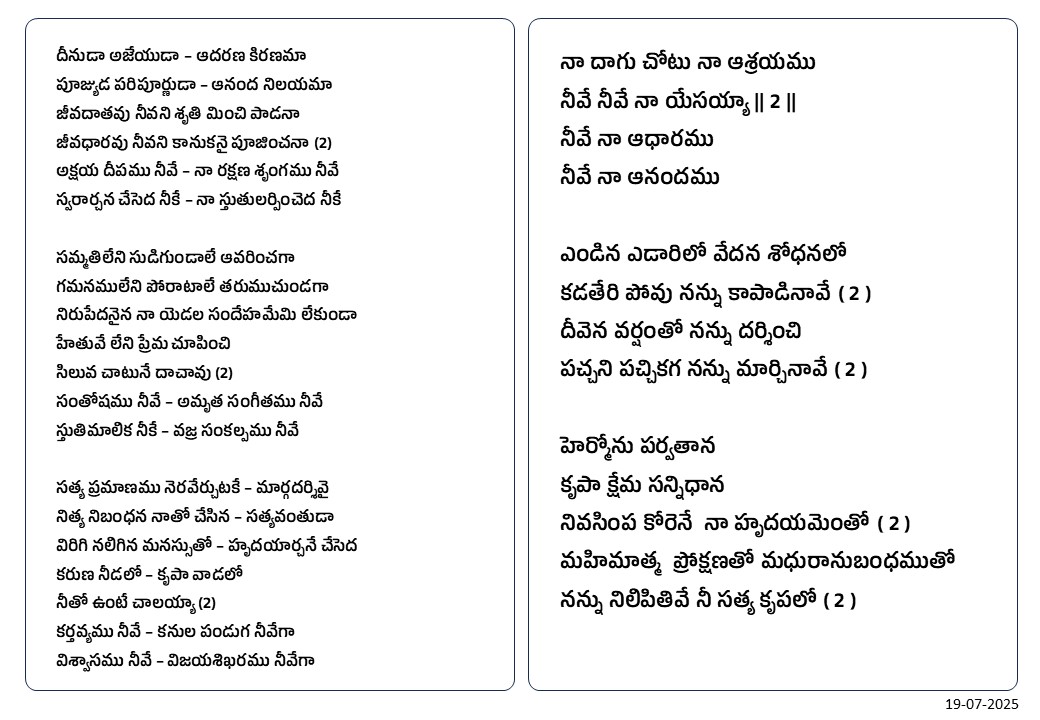 దీనుడా అజేయుడా – ఆదరణ కిరణమా
పూజ్యుడ పరిపూర్ణుడా – ఆనంద నిలయమా
జీవదాతవు నీవని శృతి మించి పాడనా
జీవధారవు నీవని కానుకనై పూజించనా (2)
అక్షయ దీపము నీవే – నా రక్షణ శృంగము నీవే
స్వరార్చన చేసెద నీకే – నా స్తుతులర్పించెద నీకే

సమ్మతిలేని సుడిగుండాలే ఆవరించగా
గమనములేని పోరాటాలే తరుముచుండగా
నిరుపేదనైన నా యెడల సందేహమేమి లేకుండా
హేతువే లేని ప్రేమ చూపించి
సిలువ చాటునే దాచావు (2)
సంతోషము నీవే – అమృత సంగీతము నీవే
స్తుతిమాలిక నీకే – వజ్ర సంకల్పము నీవే

సత్య ప్రమాణము నెరవేర్చుటకే – మార్గదర్శివై
నిత్య నిబంధన నాతో చేసిన – సత్యవంతుడా
విరిగి నలిగిన మనస్సుతో – హృదయార్చనే చేసెద
కరుణ నీడలో – కృపా వాడలో
నీతో ఉంటే చాలయ్యా (2)
కర్తవ్యము నీవే – కనుల పండుగ నీవేగా
విశ్వాసము నీవే – విజయశిఖరము నీవేగా

నా దాగు చోటు నా ఆశ్రయము
నీవే నీవే నా యేసయ్యా || 2 ||
నీవే నా ఆధారము
నీవే నా ఆనందము

ఎండిన ఎడారిలో వేదన శోధనలో
కడతేరి పోవు నన్ను కాపాడినావే ( 2 )
దీవెన వర్షంతో నన్ను దర్శించి
పచ్చని పచ్చికగ నన్ను మార్చినావే ( 2 )

హెర్మోను పర్వతాన
కృపా క్షేమ సన్నిధాన
నివసింప కోరెనే నా హృదయమెంతో ( 2 )
మహిమాత్మ ప్రోక్షణతో మధురానుబంధముతో
నన్ను నిలిపితివే నీ సత్య కృపలో ( 2 )

19-07-2025